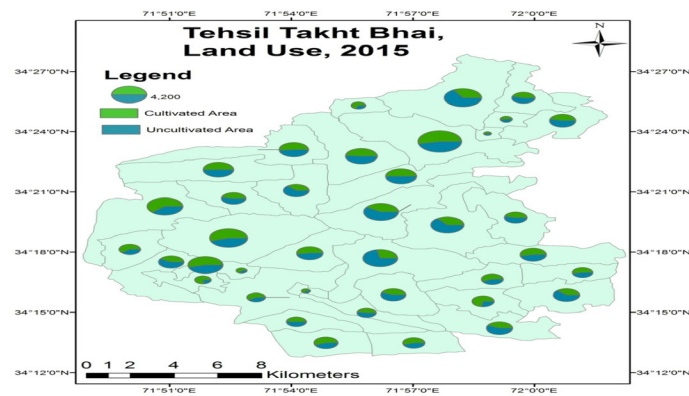 71°51'0"E 71°54'0"E 71°57'0"E 72°0'0"E
Tehsil Takht Bhai,
Land Use, 2015
N
Legend
4,200
Cultivated Area
Uncultivated Area
34°27'0"N 34°27'0"N
34°24'0"N 34°24'0"N
34°21'0"N 34°21'0"N
34°18'0"N 34°18'0"N
34°15'0"N 34°15'0"N
34°12'0"N 34°12'0"N
0 1 2 4 6 8
Kilometers
71°51'0"E 71°54'0"E 71°57'0"E 72°0'0"E